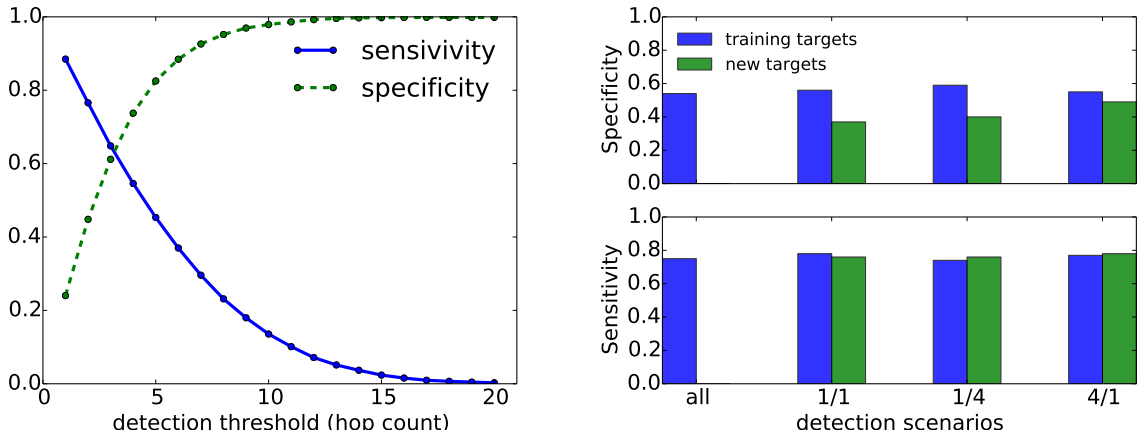 1.0
0.8
0.6
0.4
0.2
0.0
0 5 10 15 20
detection threshold (hop count)
sensivivity
specificity
1.0
0.8
0.6
0.4
0.2
0.0
Specificity
training targets
new targets
1.0
0.8
0.6
0.4
0.2
0.0
Sensitivity
all 1/1 1/4 4/1
detection scenarios